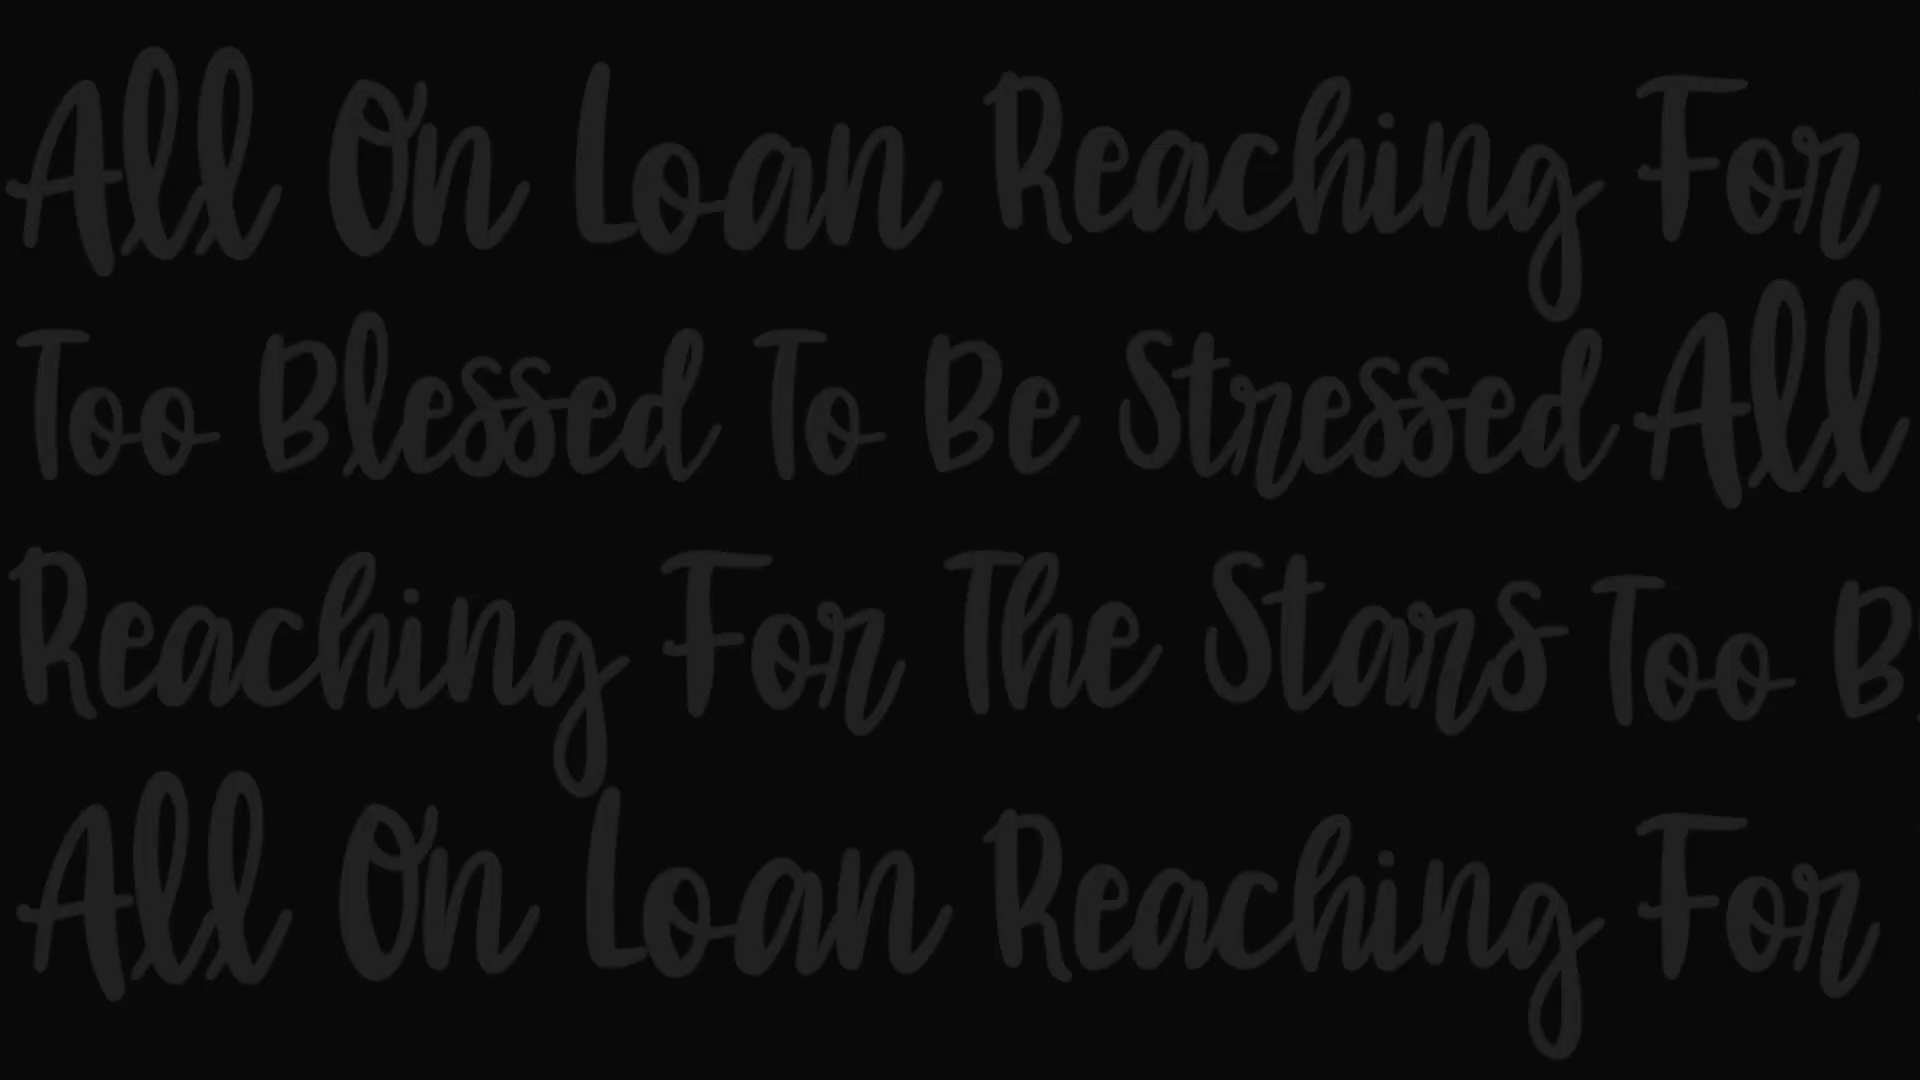 All On Loan Reaching For
Too Blessed To Be Stressed All
Reaching For The Stars Too B
All On Loan Reaching For